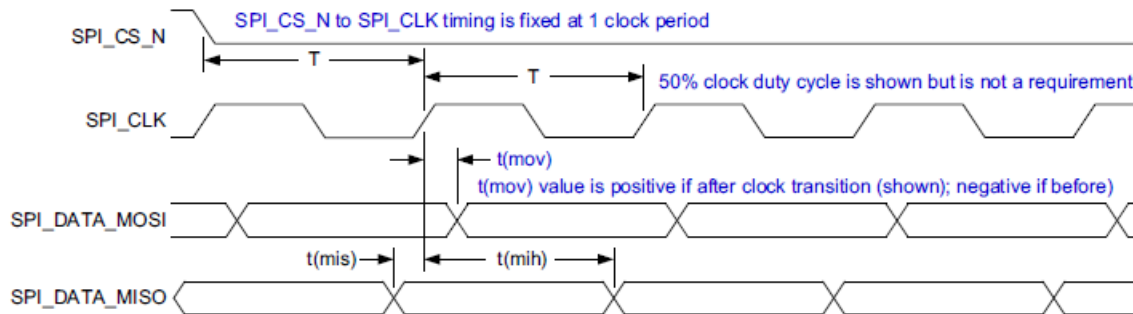 SPI_CS_N to SPI_CLK timing is fixed at 1 clock period
SPI_CS_N
T
T
50% clock duty cycle is shown but is not a requirement
SPI_CLK
t(mov)
t(mov) value is positive if after clock transition (shown); negative if before)
SPI_DATA_MOSI
t(mis)
t(mih)
SPI_DATA_MISO